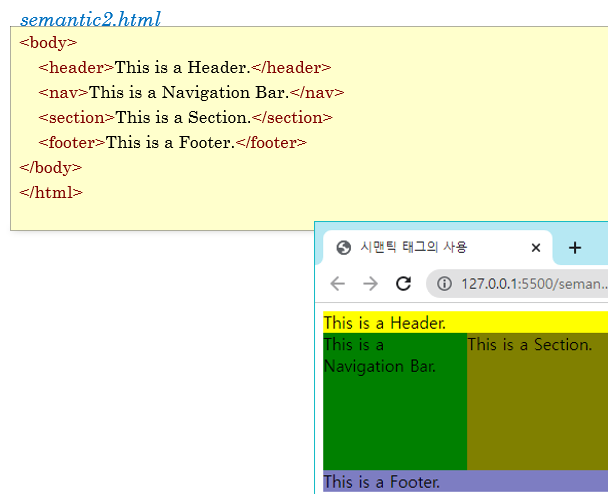 semantic2.html
<body>
<header>This is a Header.</header>
<nav>This is a Navigation Bar.</nav>
<section>This is a Section.</section>
<footer>This is a Footer.</footer>
</body>
</html>
시맨틱 태그의 사용
127.0.0.1:5500/seman...
This is a Header.
This is a
Navigation Bar.
This is a Section.
This is a Footer.